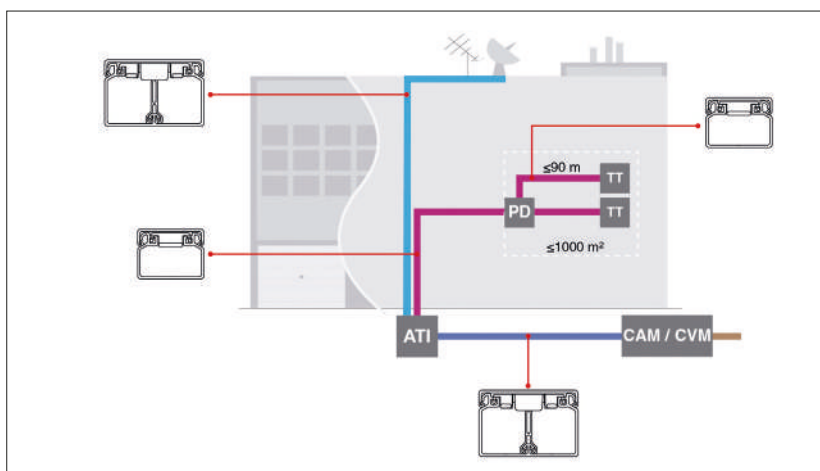 ≤90 m
TT
PD
TT
≤1000 m²
ATI
CAM / CVM